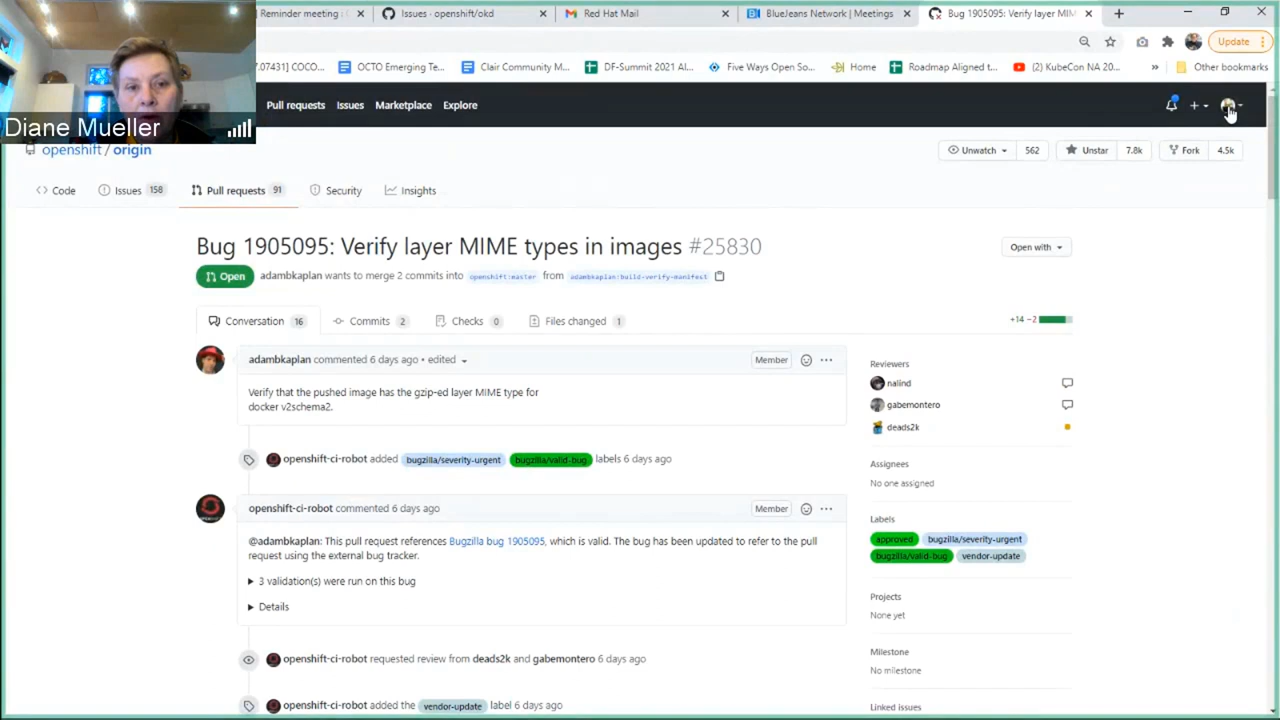 Reminder meeting :
Issues · openshift/okd
Red Hat Mail
BlueJeans Network | Meetings
Bug 1905095: Verify layer MIM
Update
.07431] COCO...
OCTO Emerging Te...
Clair Community M...
DF-Summit 2021 Al...
Five Ways Open So...
Home
Roadmap Aligned t...
(2) KubeCon NA 20...
»
Other bookmarks
Diane Mueller
Pull requests
Issues
Marketplace
Explore
openshift / origin
Unwatch
562
Unstar
7.8k
Fork
4.5k
Code
Issues 158
Pull requests 91
Security
Insights
Bug 1905095: Verify layer MIME types in images #25830
Open with
Open
adambkaplan wants to merge 2 commits into openshift:master from adambkaplan:build-verify-manifest
Conversation 16
Commits 2
Checks 0
Files changed 1
+14 −2
adambkaplan commented 6 days ago • edited
Member
Verify that the pushed image has the gzip-ed layer MIME type for
docker v2schema2.
openshift-ci-robot added bugzilla/severity-urgent bugzilla/valid-bug labels 6 days ago
openshift-ci-robot commented 6 days ago
Member
@adambkaplan: This pull request references Bugzilla bug 1905095, which is valid. The bug has been updated to refer to the pull
request using the external bug tracker.
3 validation(s) were run on this bug
Details
openshift-ci-robot requested review from deads2k and gabemontero 6 days ago
openshift-ci-robot added the vendor-update label 6 days ago
Reviewers
nalind
gabemontero
deads2k
Assignees
No one assigned
Labels
approved
bugzilla/severity-urgent
bugzilla/valid-bug
vendor-update
Projects
None yet
Milestone
No milestone
Linked issues